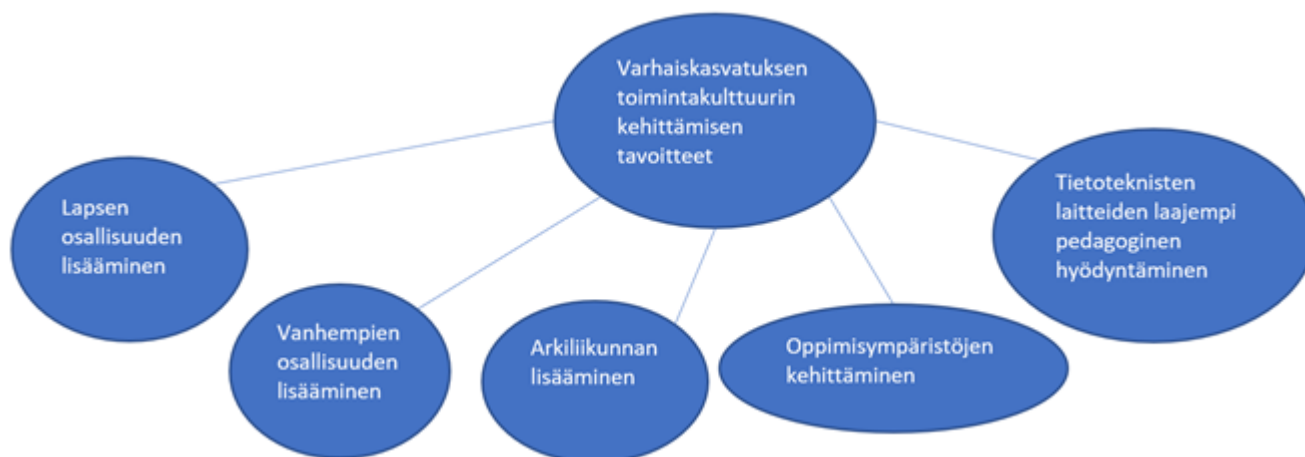 Varhaiskasvatuksen
toimintakulttuurin
kehittämisen
tavoitteet
Lapsen
osallisuuden
lisääminen
Vanhempien
osallisuuden
lisääminen
Arkiliikunnan
lisääminen
Oppimisympäristöjen
kehittäminen
Tietoteknisten
laitteiden laajempi
pedagoginen
hyödyntäminen